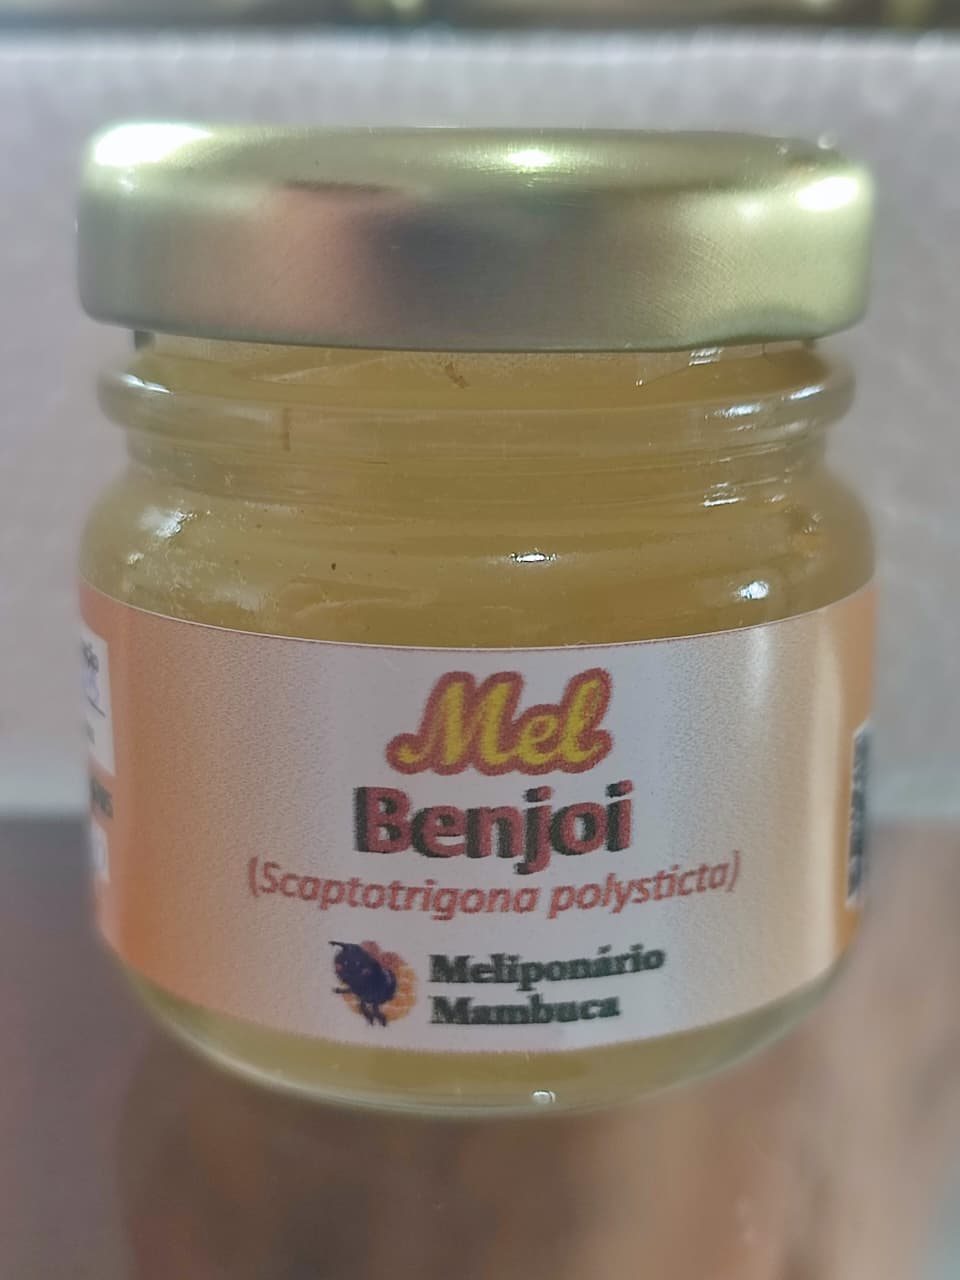 Mel
Benjoi
(Scaptotrigona polysticta)
Meliponário
Mambuca